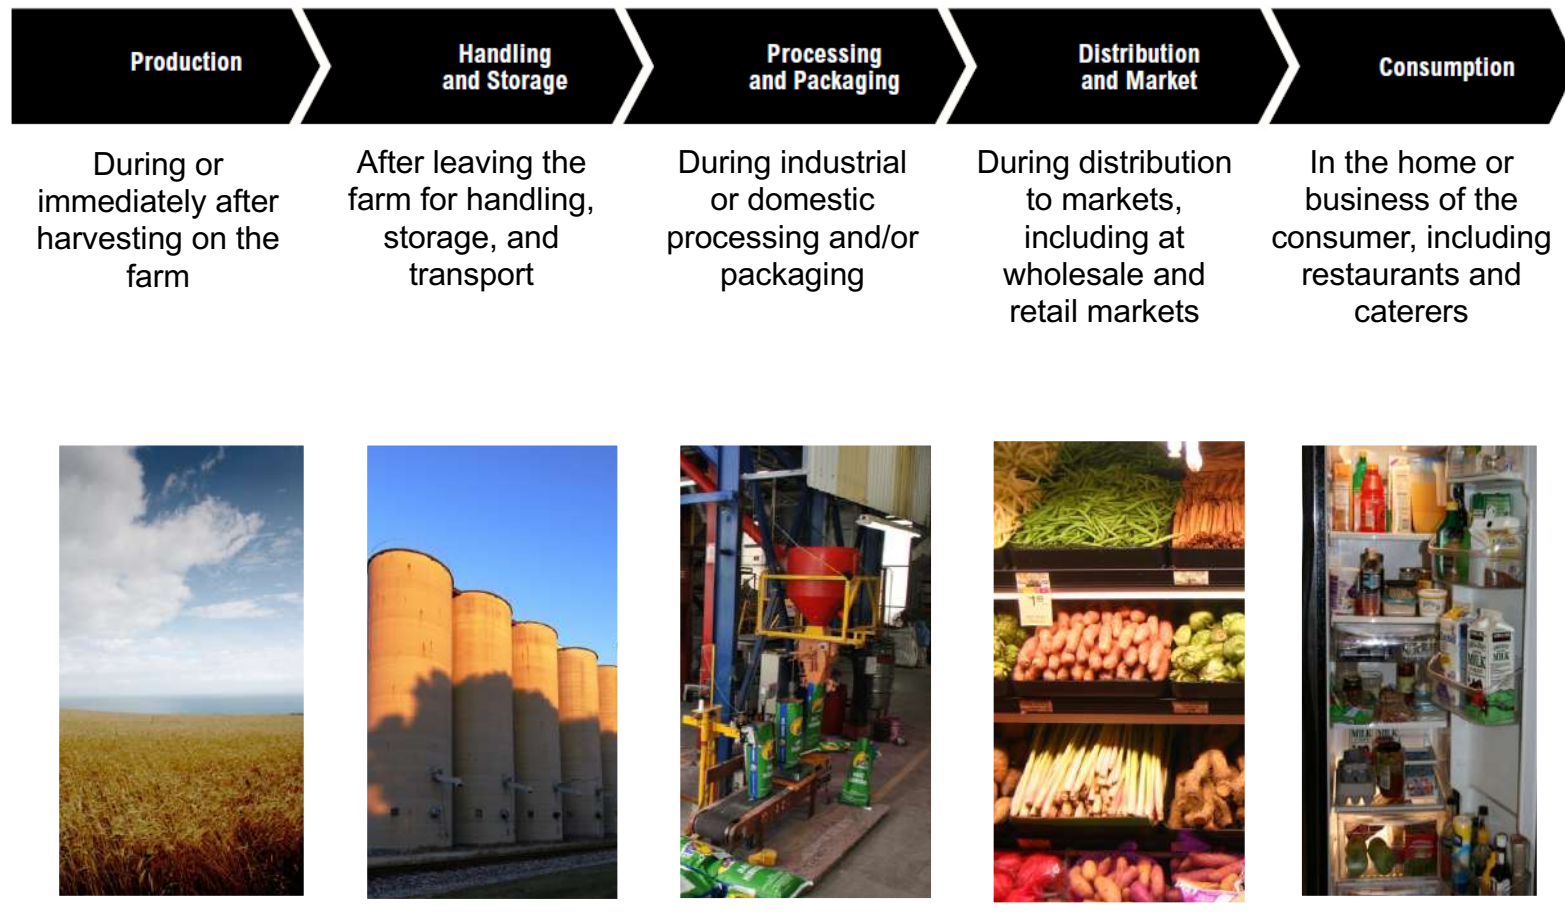 Production
Handling
and Storage
Processing
and Packaging
Distribution
and Market
Consumption
During or
immediately after
harvesting on the
farm
After leaving the
farm for handling,
storage, and
transport
During industrial
or domestic
processing and/or
packaging
During distribution
to markets,
including at
wholesale and
retail markets
In the home or
business of the
consumer, including
restaurants and
caterers
MILK
MILK